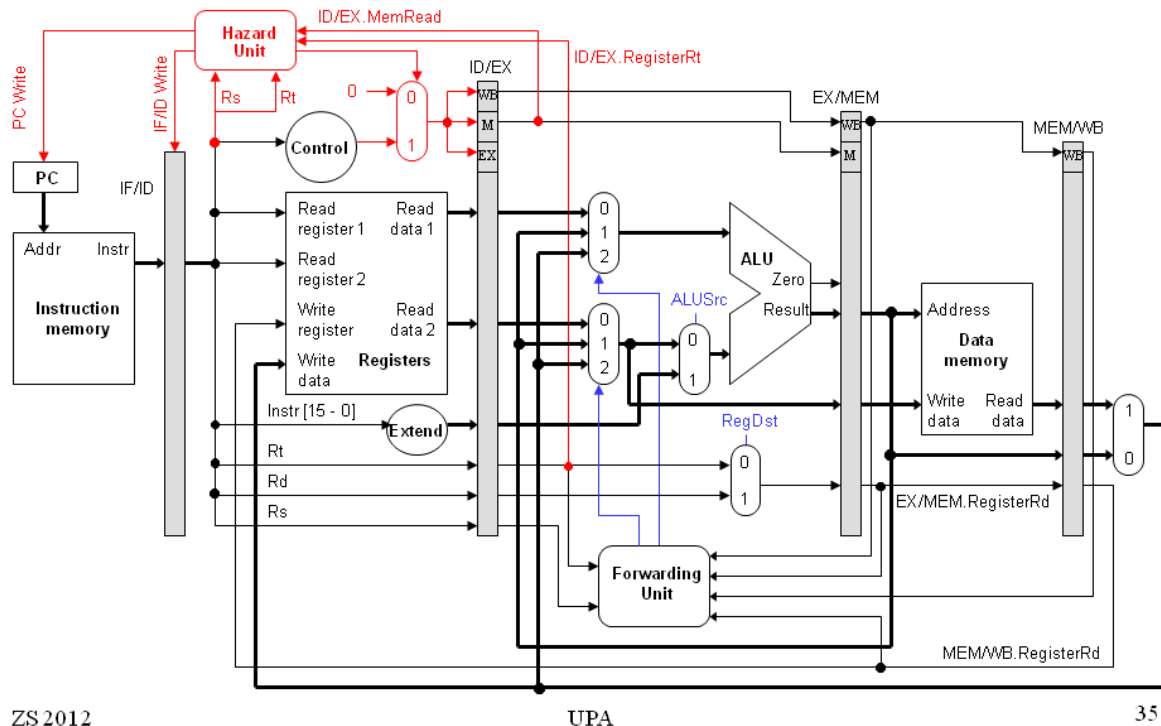 ID/EX.MemRead
Hazard
Unit
ID/EX.RegisterRt
PC Write
IF/ID Write
Rs
Rt
0
0
1
ID/EX
WB
M
EX
EX/MEM
WB
M
MEM/WB
WB
Control
PC
IF/ID
Addr
Instr
Instruction
memory
Read
register 1
Read
data 1
Read
register 2
Write
register
Read
data 2
Write
data
Registers
0
1
2
0
1
2
ALUSrc
0
1
ALU
Zero
Result
Address
Data
memory
Write
data
Read
data
1
0
Instr [15 - 0]
Extend
RegDst
0
1
Rt
Rd
Rs
EX/MEM.RegisterRd
Forwarding
Unit
MEM/WB.RegisterRd
ZS 2012
UPA
35